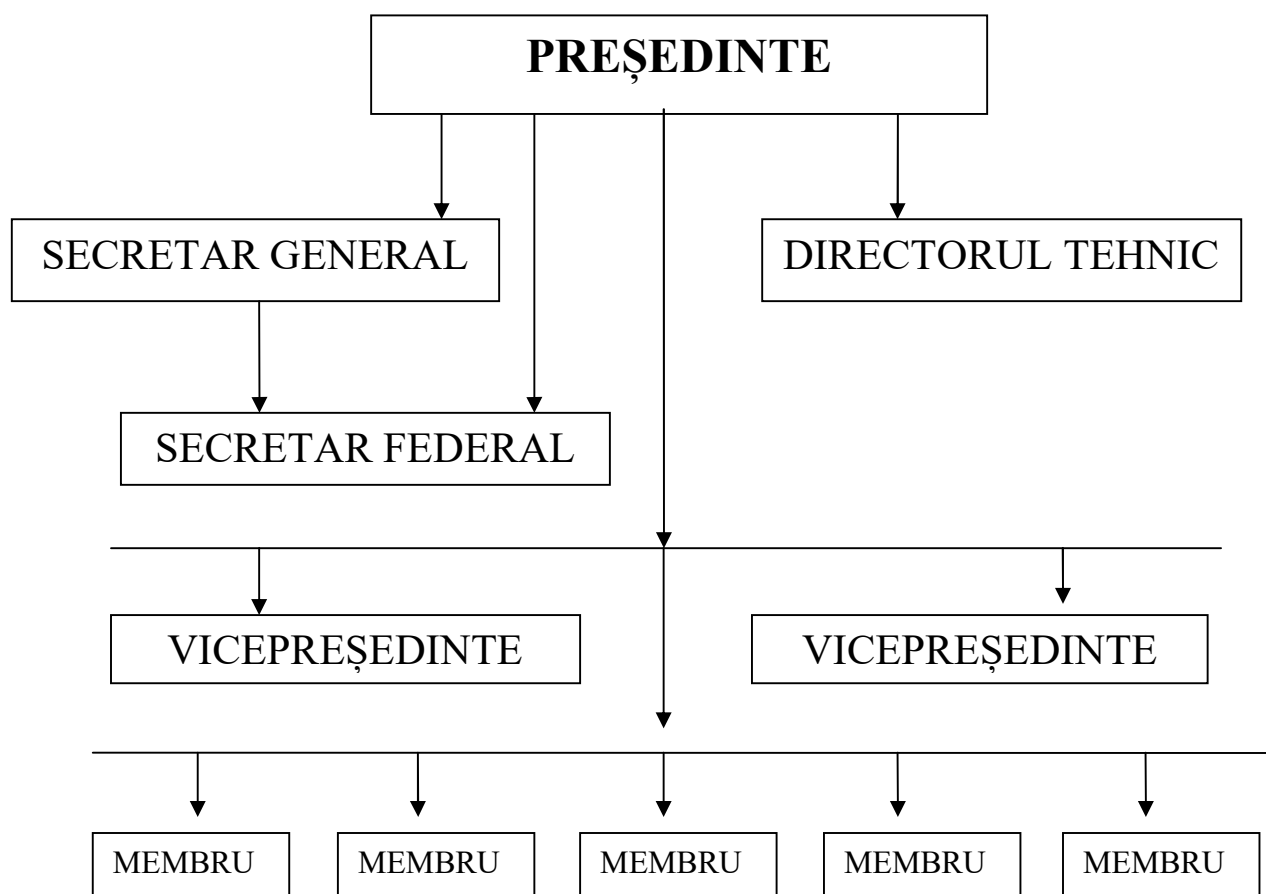 PREȘEDINTE
SECRETAR GENERAL
DIRECTORUL TEHNIC
SECRETAR FEDERAL
VICEPREȘEDINTE
VICEPREȘEDINTE
MEMBRU
MEMBRU
MEMBRU
MEMBRU
MEMBRU